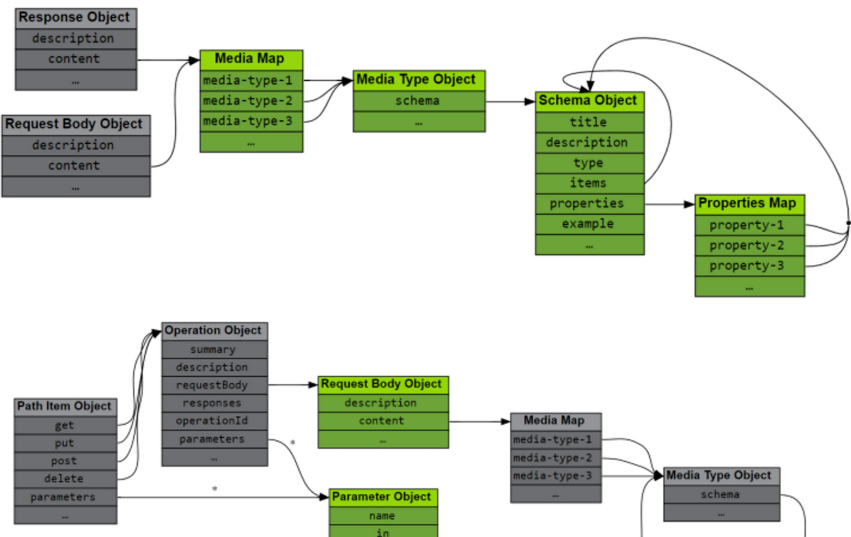 Response Object
description
content
…
Request Body Object
description
content
…
Media Map
media-type-1
media-type-2
media-type-3
…
Media Type Object
schema
…
Schema Object
title
description
type
items
properties
example
…
Properties Map
property-1
property-2
property-3
…
Path Item Object
get
put
post
delete
parameters
…
Operation Object
summary
description
requestBody
responses
operationId
parameters
…
*
*
Request Body Object
description
content
…
Parameter Object
name
in
Media Map
media-type-1
media-type-2
media-type-3
…
Media Type Object
schema
…